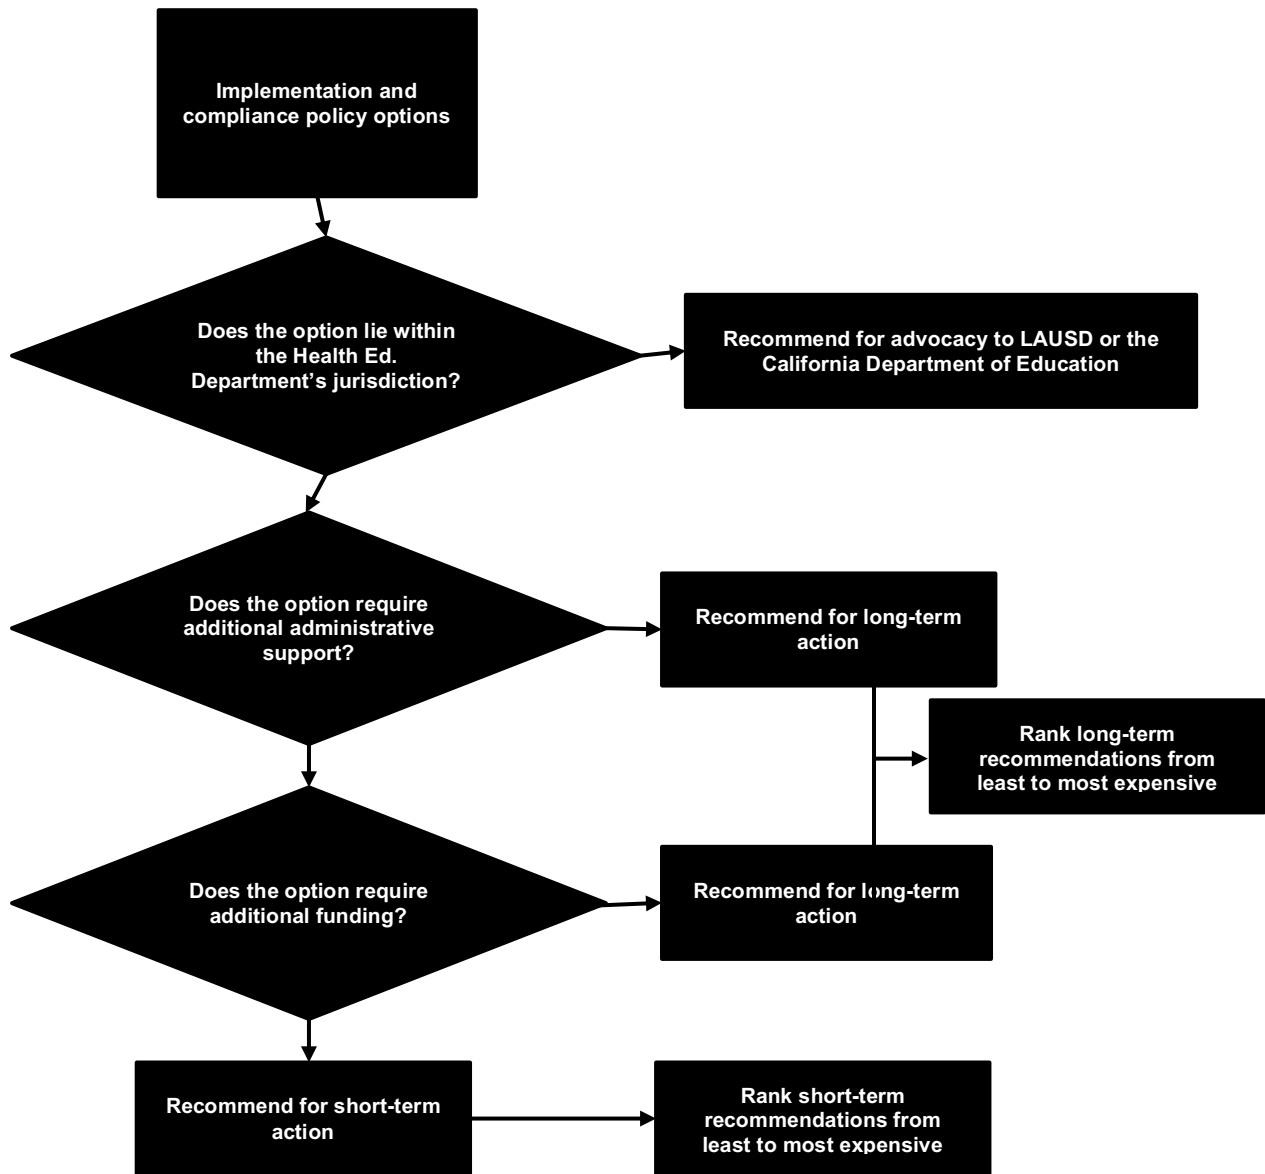 Implementation and
compliance policy options
Does the option lie within
the Health Ed.
Department's jurisdiction?
Recommend for advocacy to LAUSD or the
California Department of Education
Does the option require
additional administrative
support?
Recommend for long-term
action
Rank long-term
recommendations from
least to most expensive
Does the option require
additional funding?
Recommend for long-term
action
Recommend for short-term
action
Rank short-term
recommendations from
least to most expensive